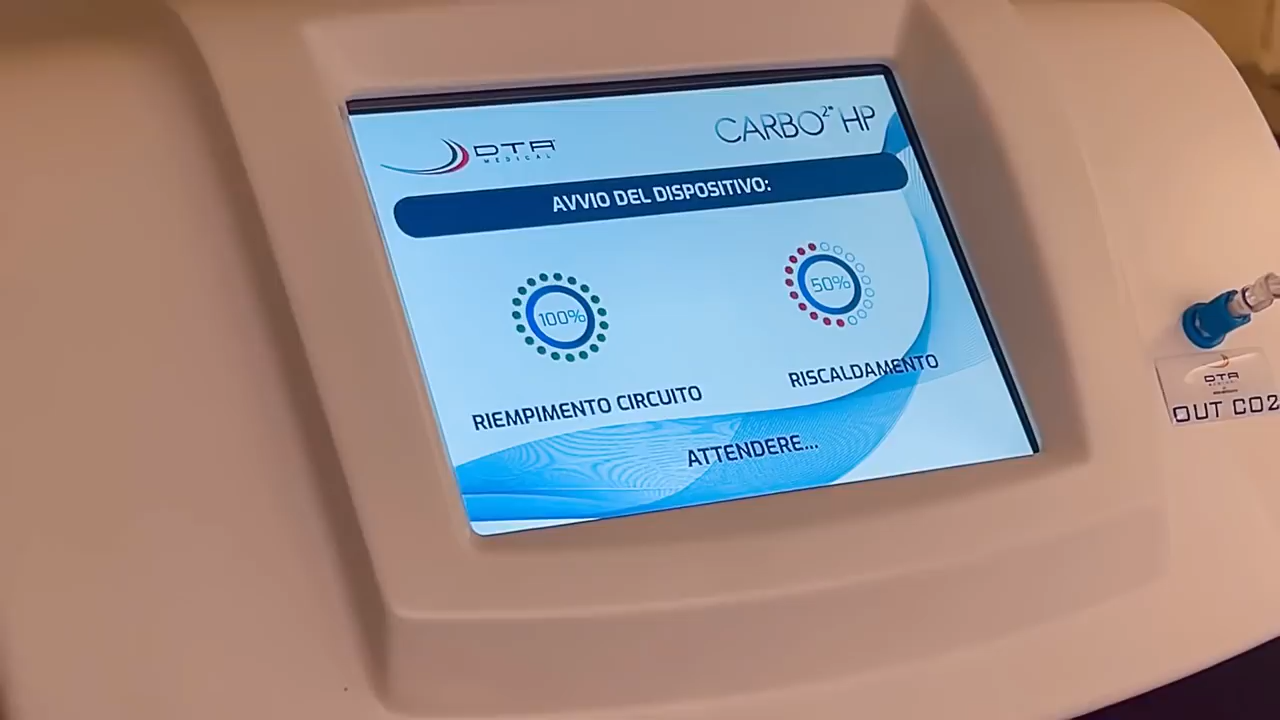 DTA
MEDICAL
CARBO²* HP
AVVIO DEL DISPOSITIVO:
100%
50%
RIEMPIMENTO CIRCUITO
RISCALDAMENTO
ATTENDERE...
DTA
OUT CO2